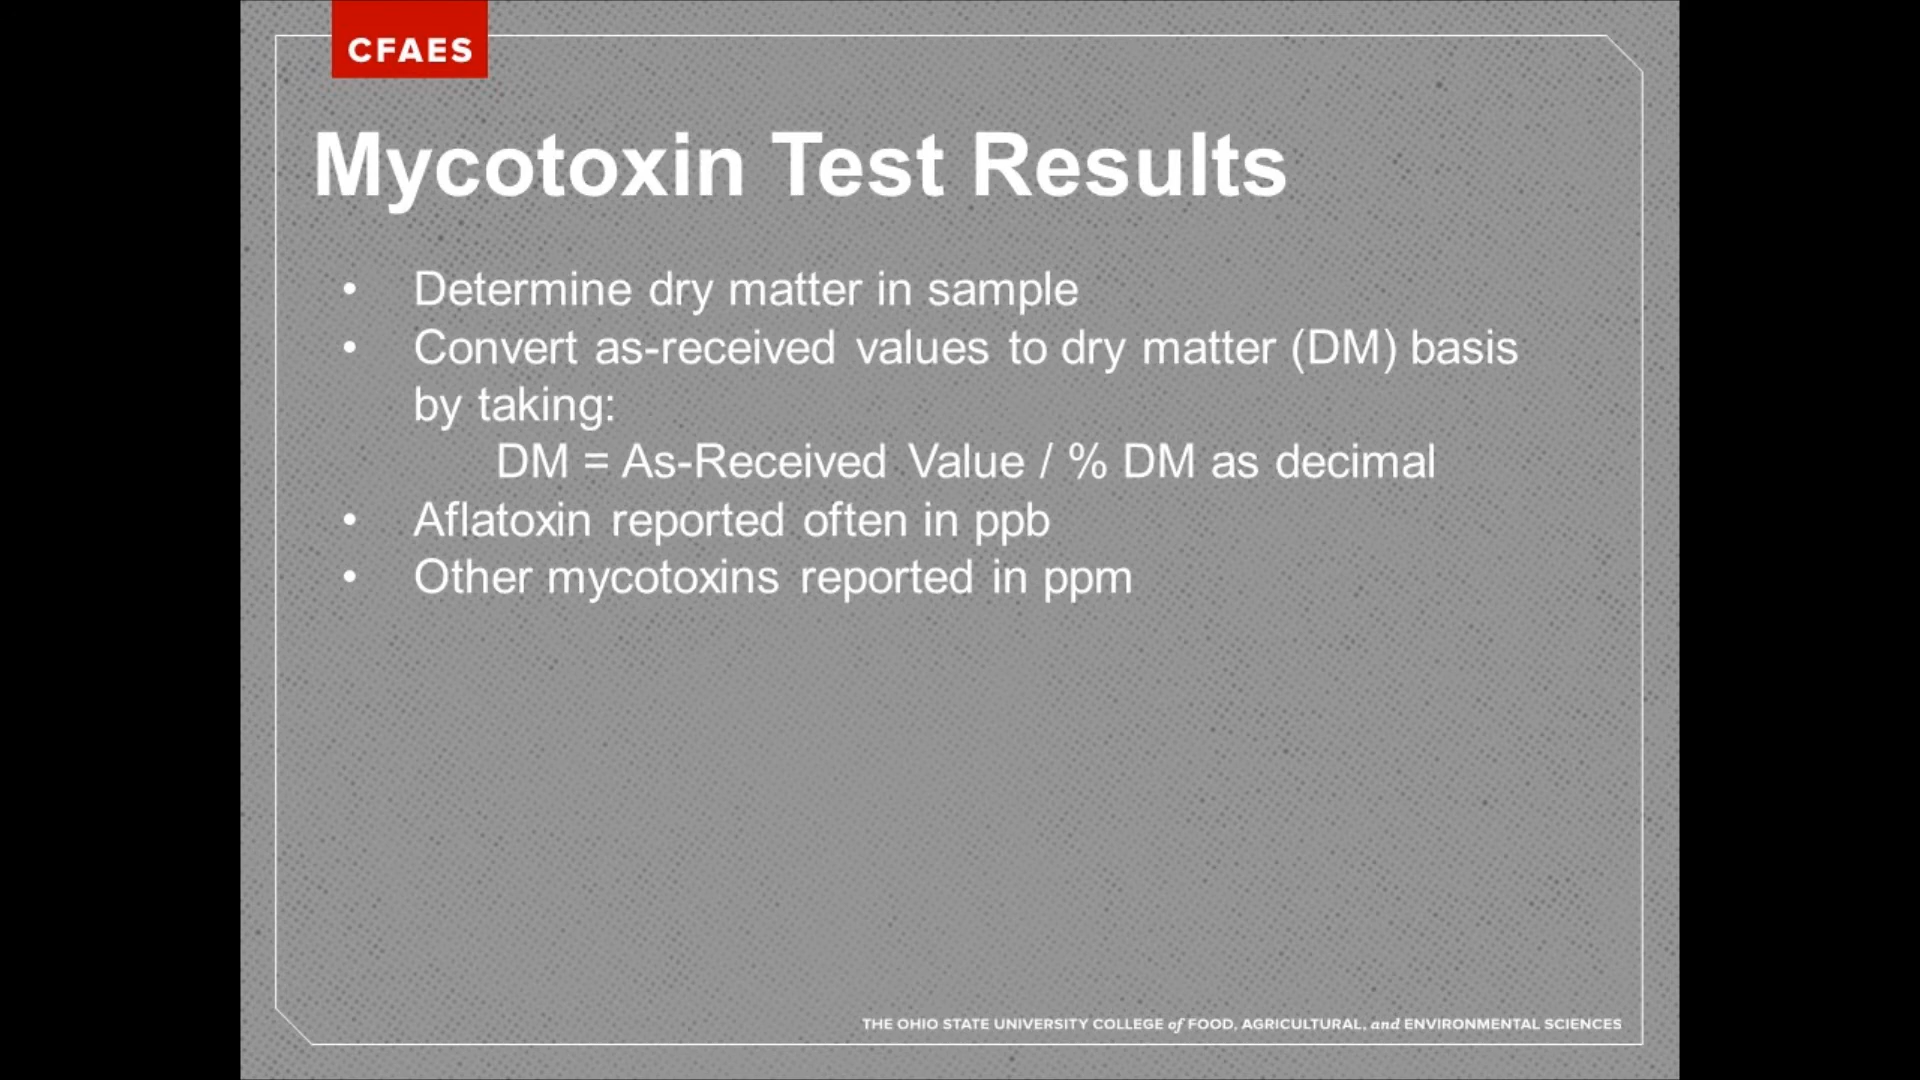 CFAES
Mycotoxin Test Results
• Determine dry matter in sample
• Convert as-received values to dry matter (DM) basis
by taking:
DM = As-Received Value / % DM as decimal
• Aflatoxin reported often in ppb
• Other mycotoxins reported in ppm
THE OHIO STATE UNIVERSITY COLLEGE of FOOD, AGRICULTURAL, and ENVIRONMENTAL SCIENCES